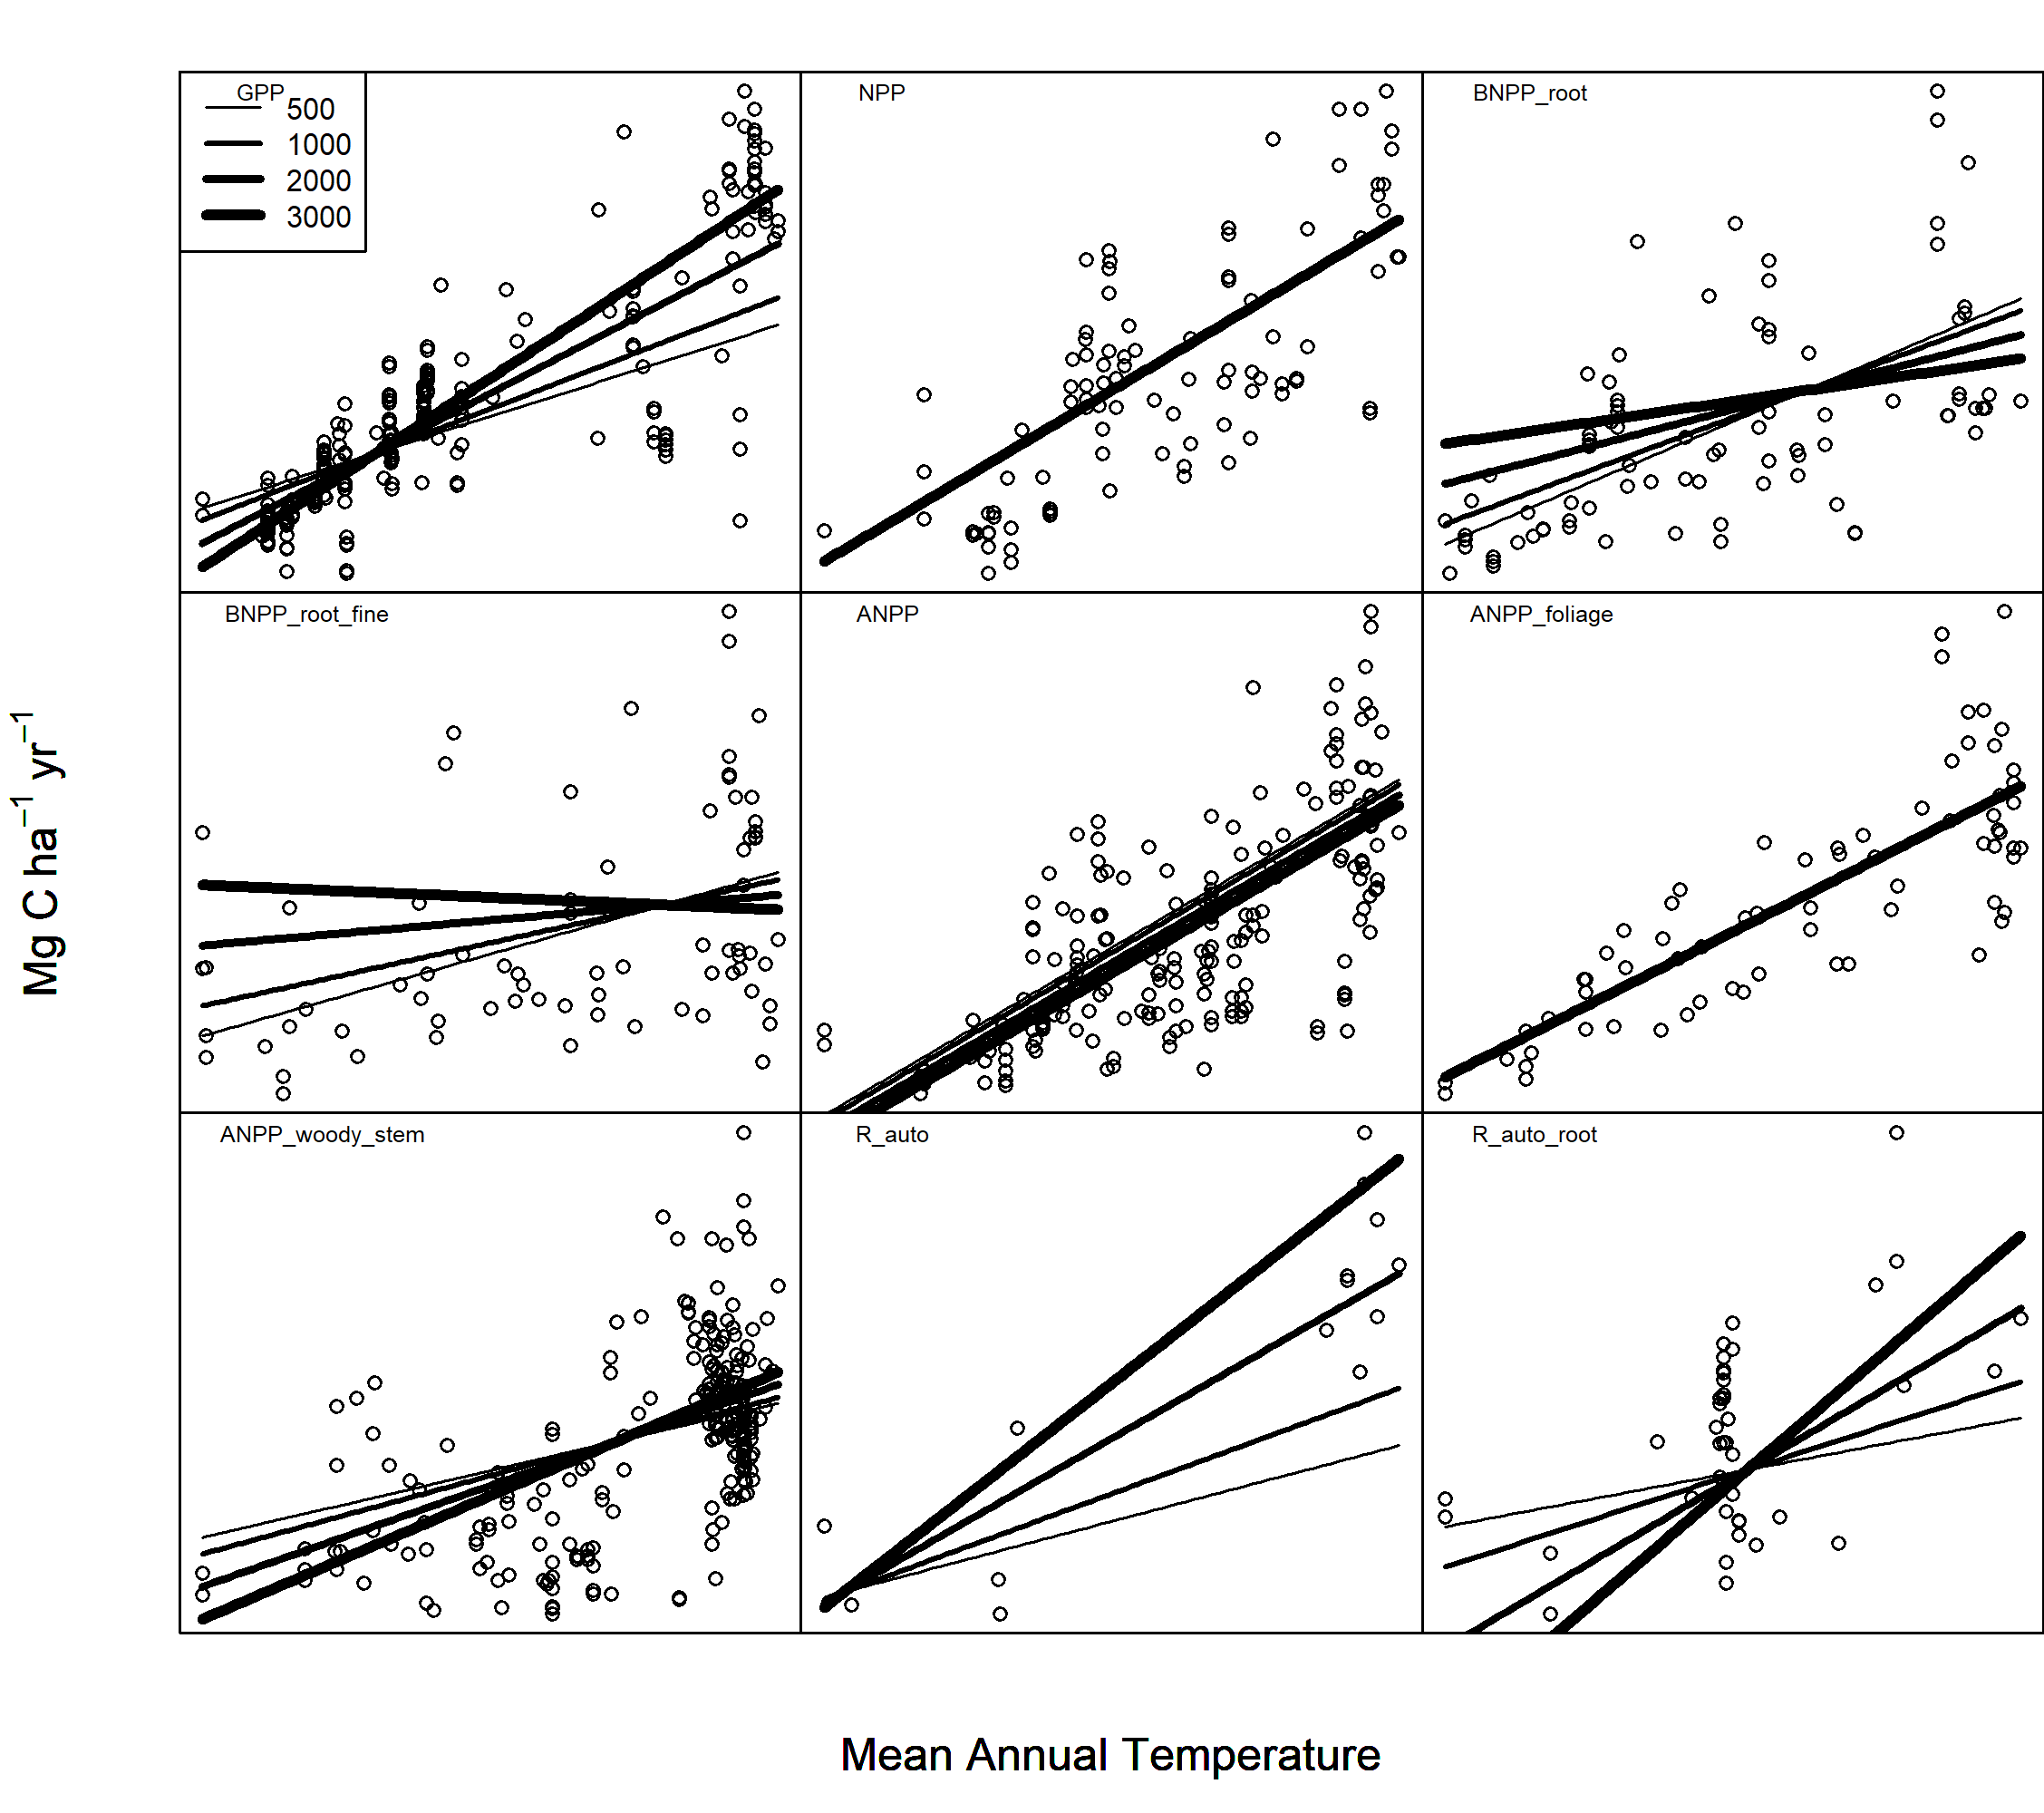 GPP
500
1000
2000
3000
NPP
BNPP_root
BNPP_root_fine
ANPP
ANPP_foliage
ANPP_woody_stem
R_auto
R_auto_root
Mg C ha⁻¹ yr⁻¹
Mean Annual Temperature